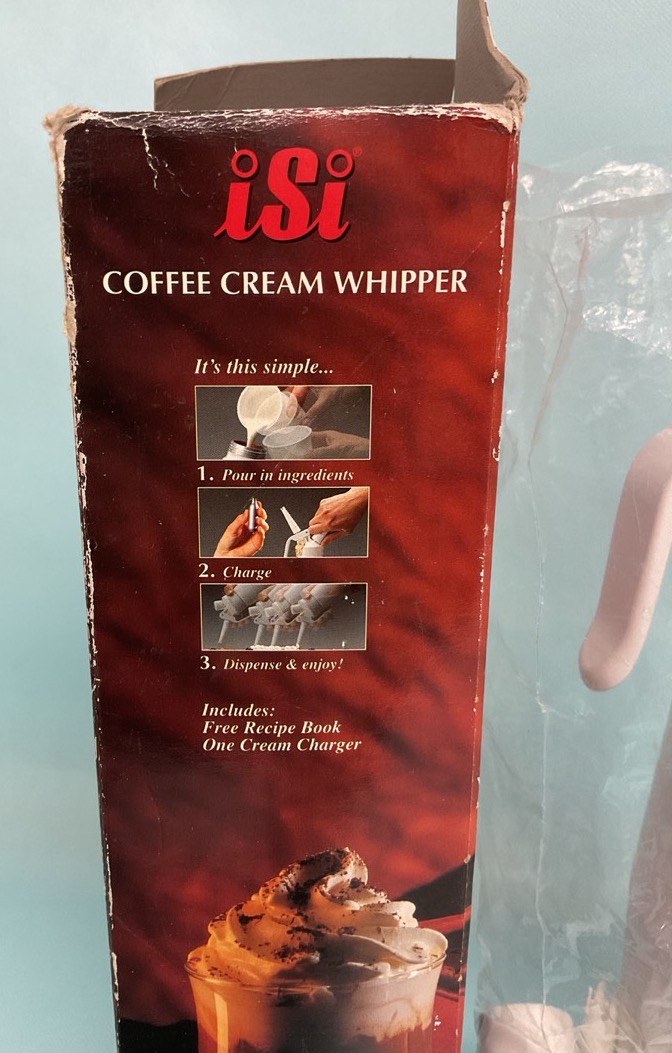 iSi®
COFFEE CREAM WHIPPER
It's this simple...
1. Pour in ingredients
2. Charge
3. Dispense & enjoy!
Includes:
Free Recipe Book
One Cream Charger